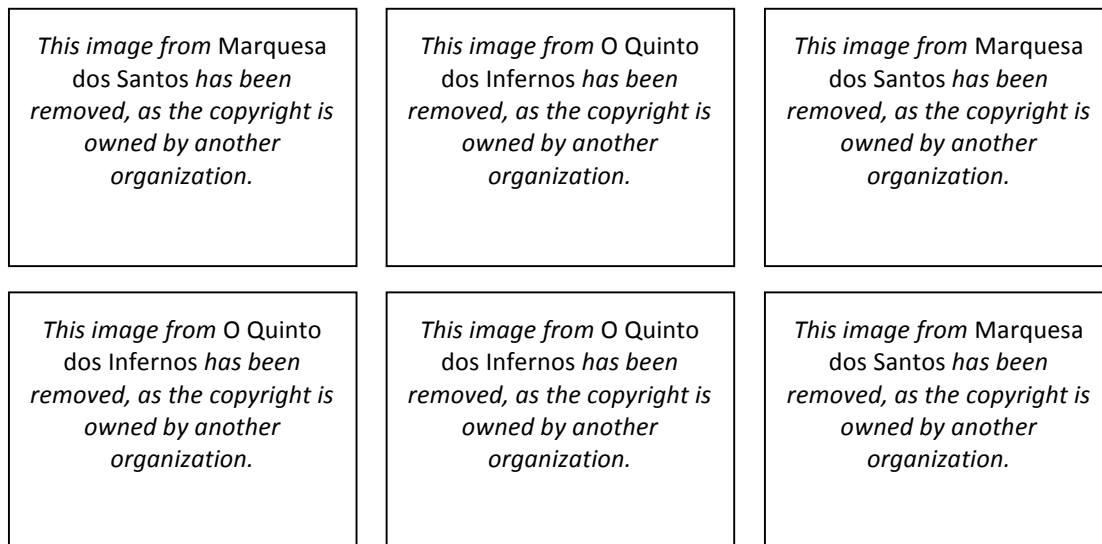 This image from Marquesa
dos Santos has been
removed, as the copyright is
owned by another
organization.
This image from O Quinto
dos Infernos has been
removed, as the copyright is
owned by another
organization.
This image from Marquesa
dos Santos has been
removed, as the copyright is
owned by another
organization.
This image from O Quinto
dos Infernos has been
removed, as the copyright is
owned by another
organization.
This image from O Quinto
dos Infernos has been
removed, as the copyright is
owned by another
organization.
This image from Marquesa
dos Santos has been
removed, as the copyright is
owned by another
organization.